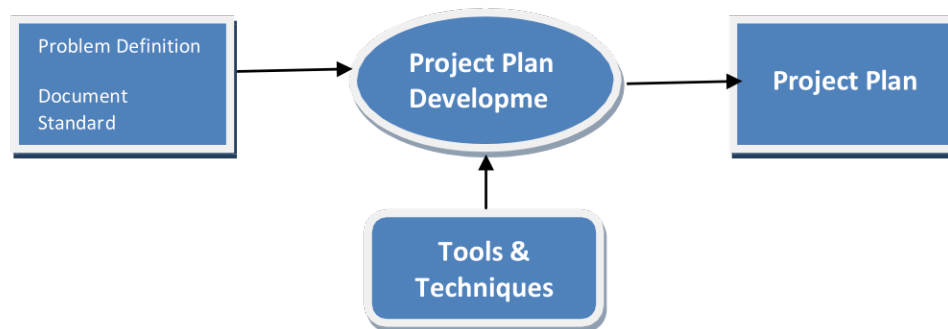 Problem Definition
Document
Standard
Project Plan
Developme
Project Plan
Tools &
Techniques